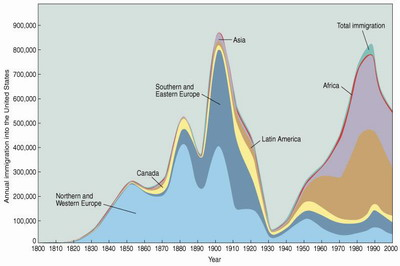 Annual immigration into the United States
900,000
800,000
700,000
600,000
500,000
400,000
300,000
200,000
100,000
0
Total immigration
Asia
Africa
Southern and
Eastern Europe
Latin America
Canada
Northern and
Western Europe
1800 1810 1820 1830 1840 1850 1860 1870 1880 1890 1900 1910 1920 1930 1940 1950 1960 1970 1980 1990 2000
Year